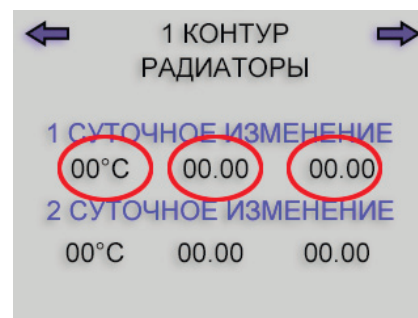 1 КОНТУР
РАДИАТОРЫ
1 СУТОЧНОЕ ИЗМЕНЕНИЕ
00°C 00.00 00.00
2 СУТОЧНОЕ ИЗМЕНЕНИЕ
00°C 00.00 00.00